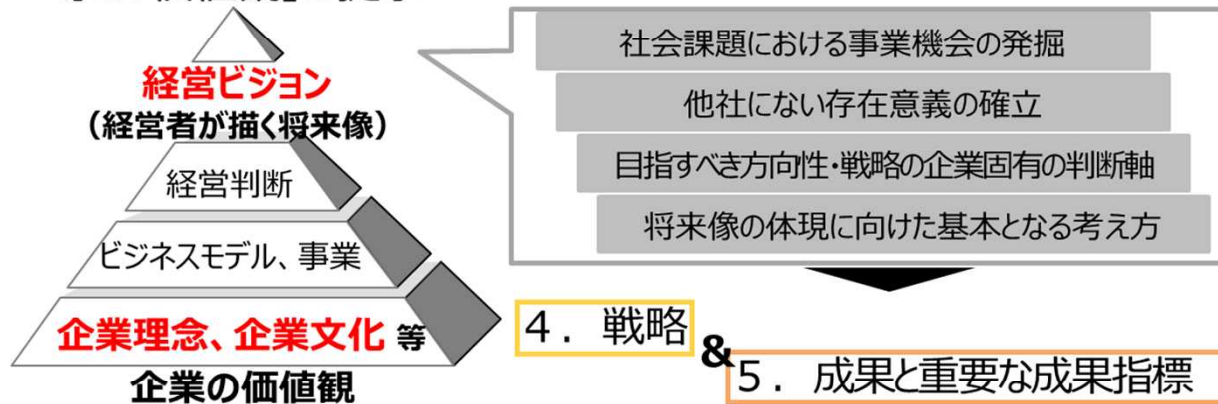 経営ビジョン
（経営者が描く将来像）
経営判断
ビジネスモデル、事業
企業理念、企業文化 等
企業の価値観
社会課題における事業機会の発掘
他社にない存在意義の確立
目指すべき方向性・戦略の企業固有の判断軸
将来像の体現に向けた基本となる考え方
４．戦略
&
５．成果と重要な成果指標